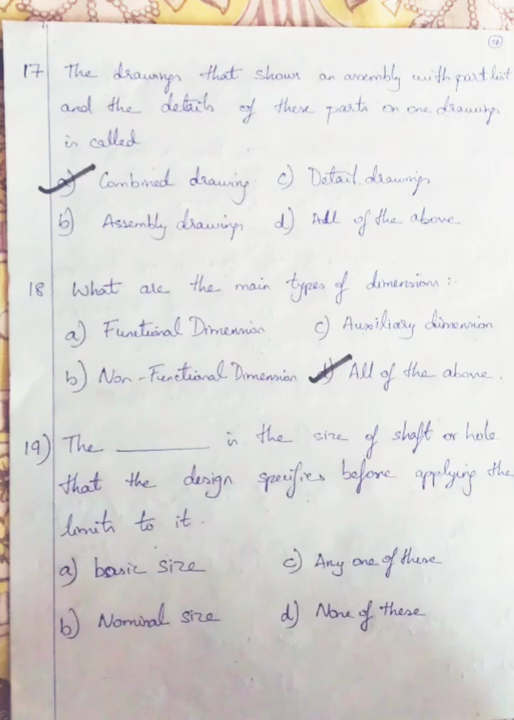 17 The drawings that shows an assembly with part list
and the details of these parts on one drawings
is called
a) Combined drawing c) Detail drawings
b) Assembly drawings d) All of the above
18 What are the main types of dimensions :-
a) Functional Dimension c) Auxiliary dimension
b) Non-Functional Dimension d) All of the above.
19) The ________ is the size of shaft or hole
that the design specifies before applying the
limits to it.
a) basic size c) Any one of these
b) Nominal size d) None of these